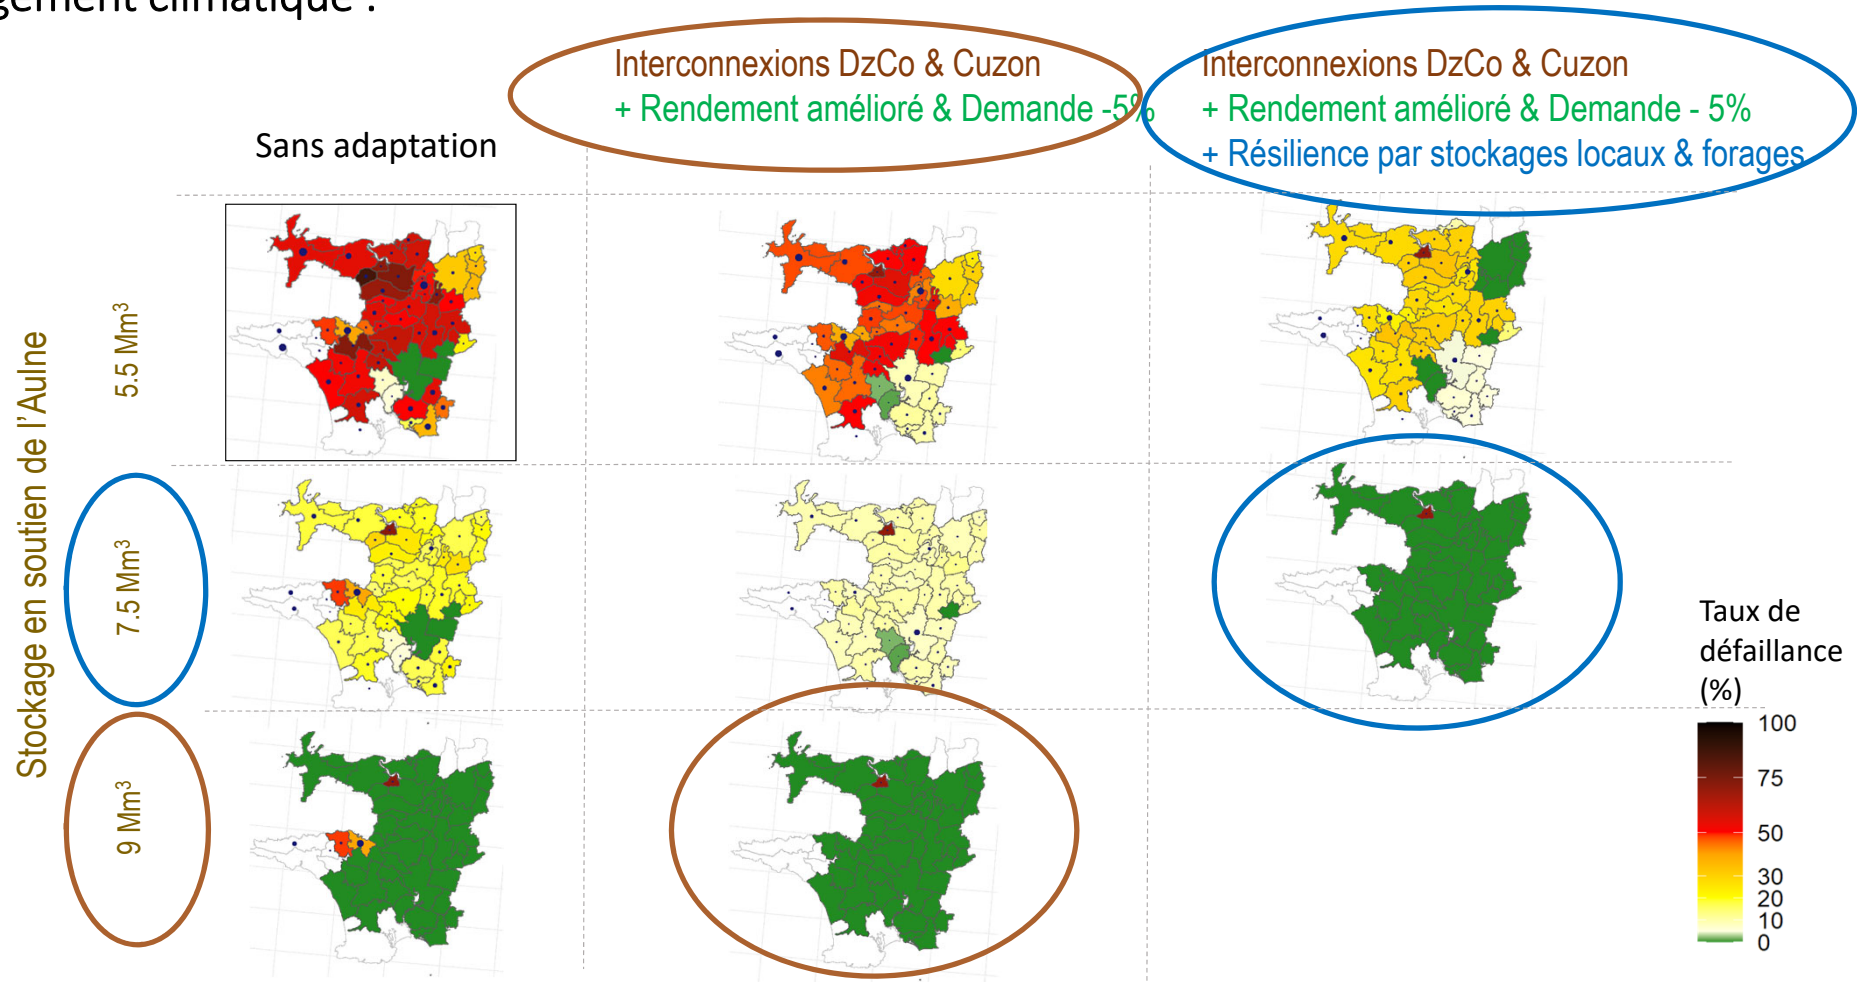 gement climatique :
Interconnexions DzCo & Cuzon
+ Rendement amélioré & Demande -5%
Interconnexions DzCo & Cuzon
+ Rendement amélioré & Demande - 5%
+ Résilience par stockages locaux & forages
Sans adaptation
Stockage en soutien de l'Aulne
5.5 Mm³
7.5 Mm³
9 Mm³
Taux de
défaillance
(%)
100
75
50
30
20
10
0